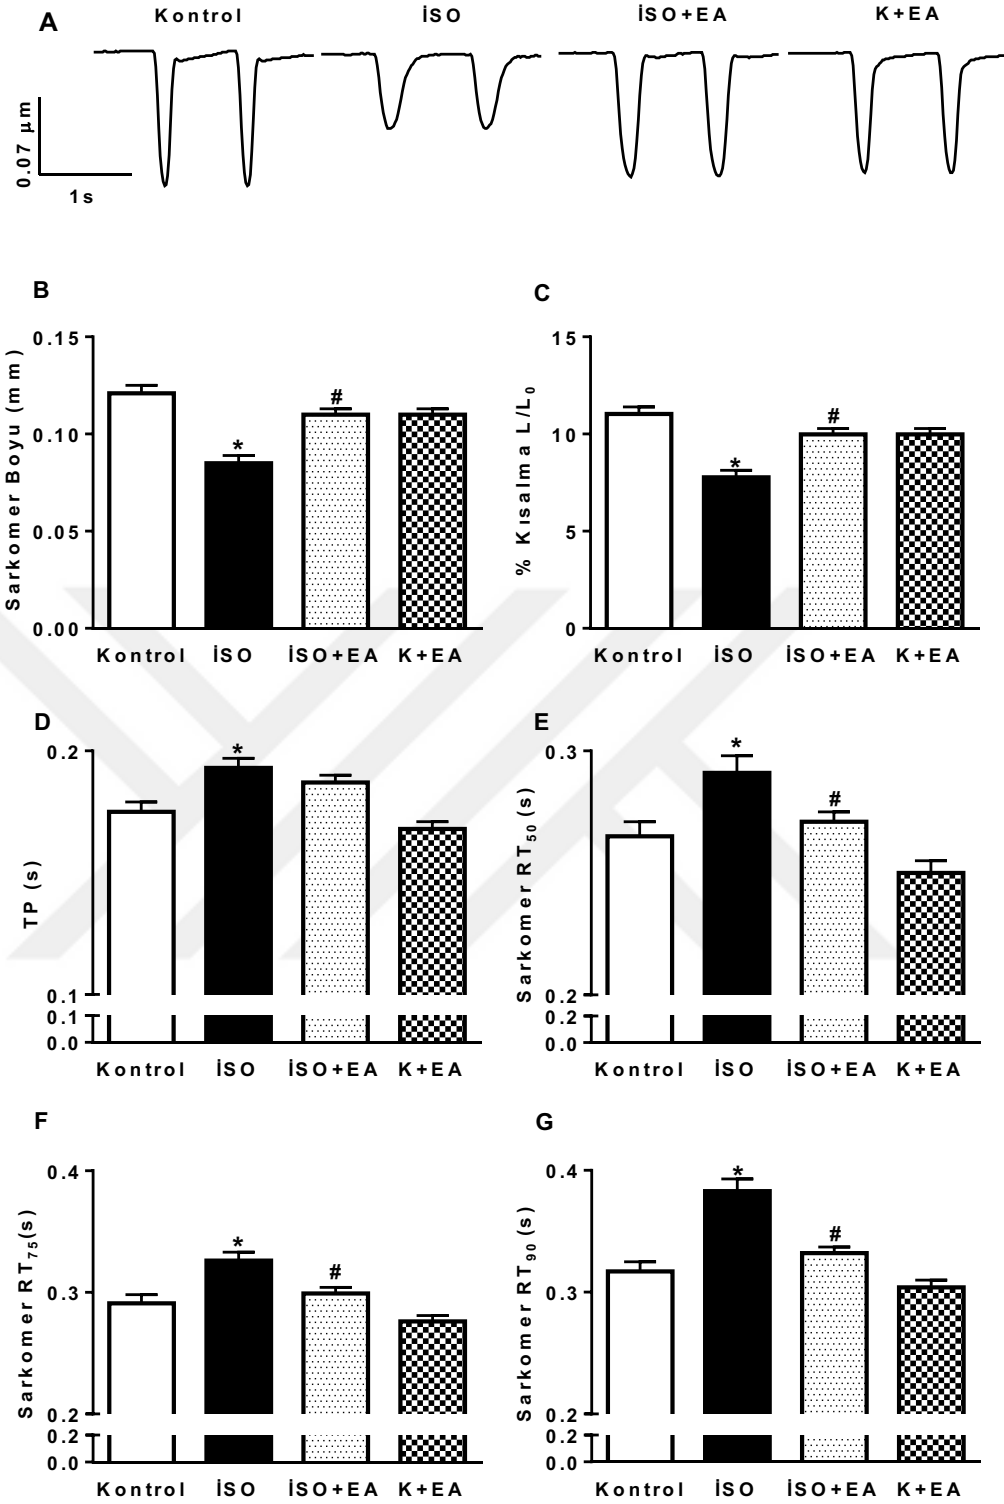 A
Kontrol İSO İSO+EA K+EA
0.07 µm
1s
B
Sarkomer Boyu (mm)
0.15
0.10
0.05
0.00
* #
Kontrol İSO İSO+EA K+EA
C
% Kısalma L/L0
15
10
5
0
* #
Kontrol İSO İSO+EA K+EA
D
TP (s)
0.2
0.1
0.1
0.0
*
Kontrol İSO İSO+EA K+EA
E
Sarkomer RT50 (s)
0.3
0.2
0.2
0.0
* #
Kontrol İSO İSO+EA K+EA
F
Sarkomer RT75(s)
0.4
0.3
0.2
0.2
0.0
* #
Kontrol İSO İSO+EA K+EA
G
Sarkomer RT90 (s)
0.4
0.3
0.2
0.2
0.0
* #
Kontrol İSO İSO+EA K+EA